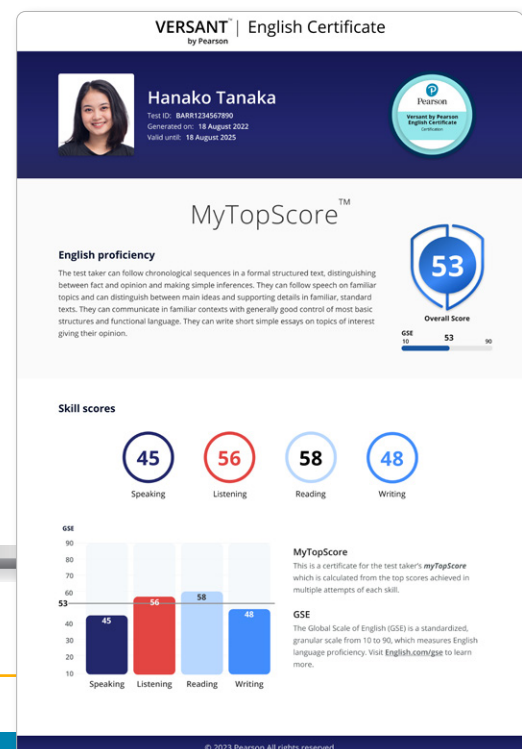 VERSANT™ | English Certificate
by Pearson
Hanako Tanaka
Test ID: BARR1234567890
Generated on: 18 August 2022
Valid until: 18 August 2025
Pearson
Versant by Pearson
English Certificate
Certification
MyTopScore™
English proficiency
The test taker can follow chronological sequences in a formal structured text, distinguishing
between fact and opinion and making simple inferences. They can follow speech on familiar
topics and can distinguish between main ideas and supporting details in familiar, standard
texts. They can communicate in familiar contexts with generally good control of most basic
structures and functional language. They can write short simple essays on topics of interest
giving their opinion.
53
Overall Score
GSE
10 53 90
Skill scores
45 56 58 48
Speaking Listening Reading Writing
GSE
90
80
70
60
53
40
30
20
10
45 56 58 48
Speaking Listening Reading Writing
MyTopScore
This is a certificate for the test taker's myTopScore
which is calculated from the top scores achieved in
multiple attempts of each skill.
GSE
The Global Scale of English (GSE) is a standardized,
granular scale from 10 to 90, which measures English
language proficiency. Visit English.com/gse to learn
more.
© 2023 Pearson All rights reserved